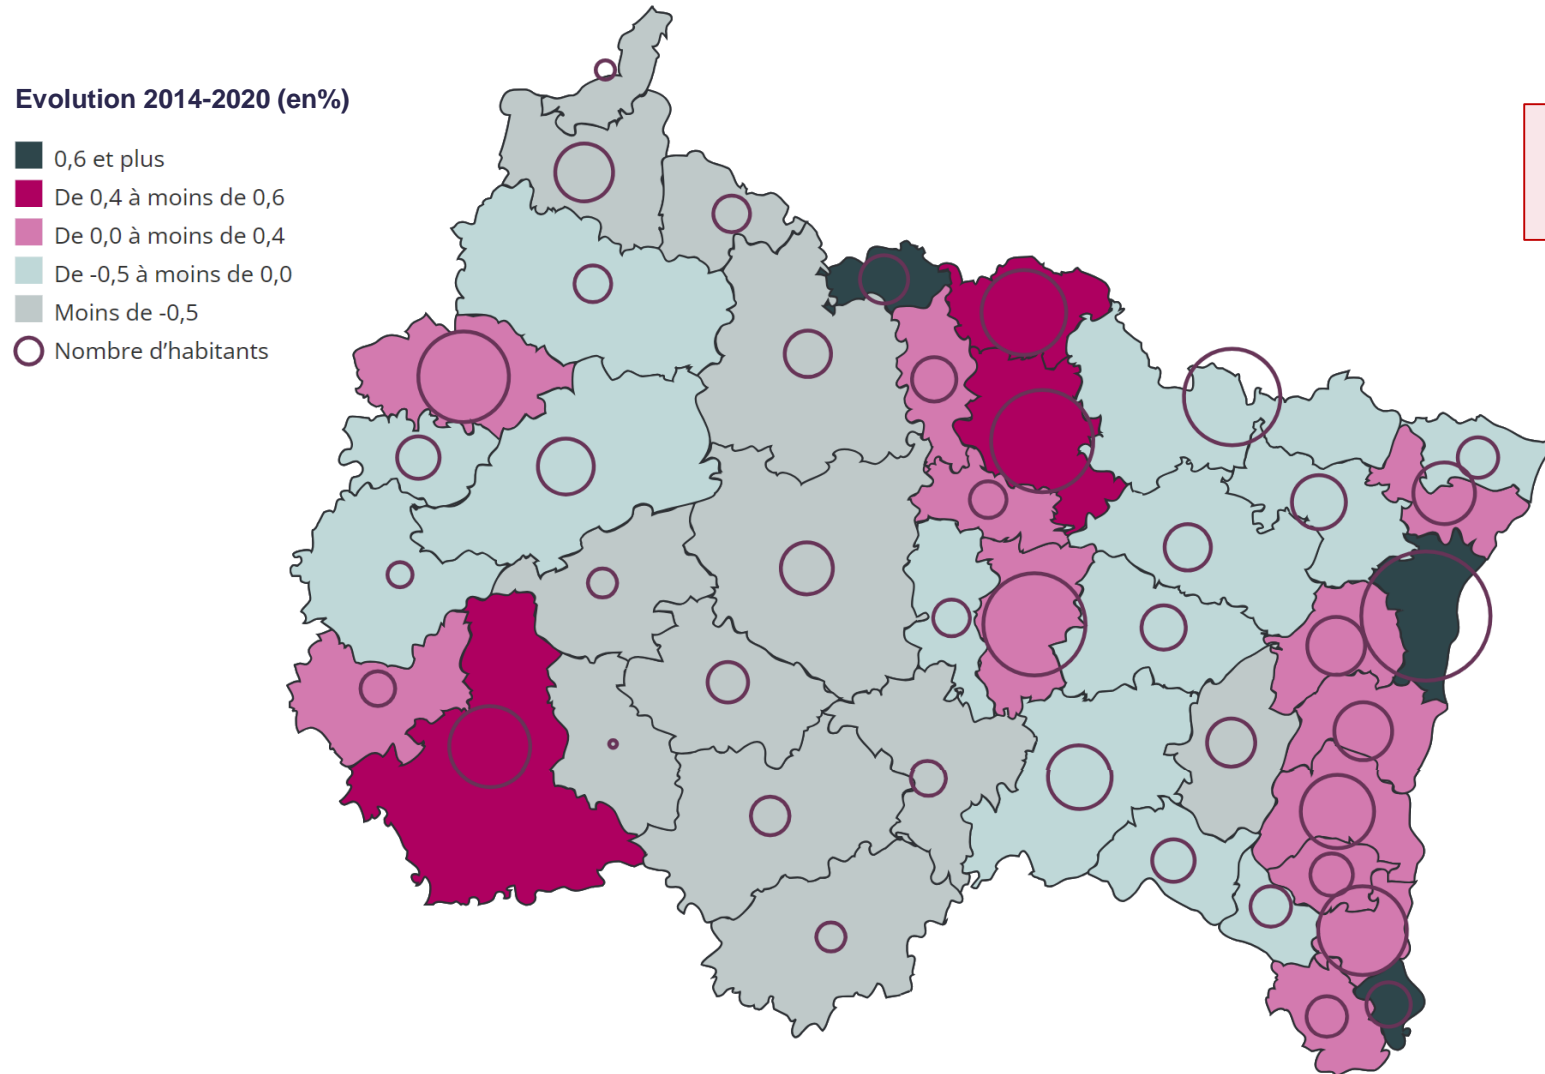 Evolution 2014-2020 (en%)
0,6 et plus
De 0,4 à moins de 0,6
De 0,0 à moins de 0,4
De -0,5 à moins de 0,0
Moins de -0,5
Nombre d’habitants